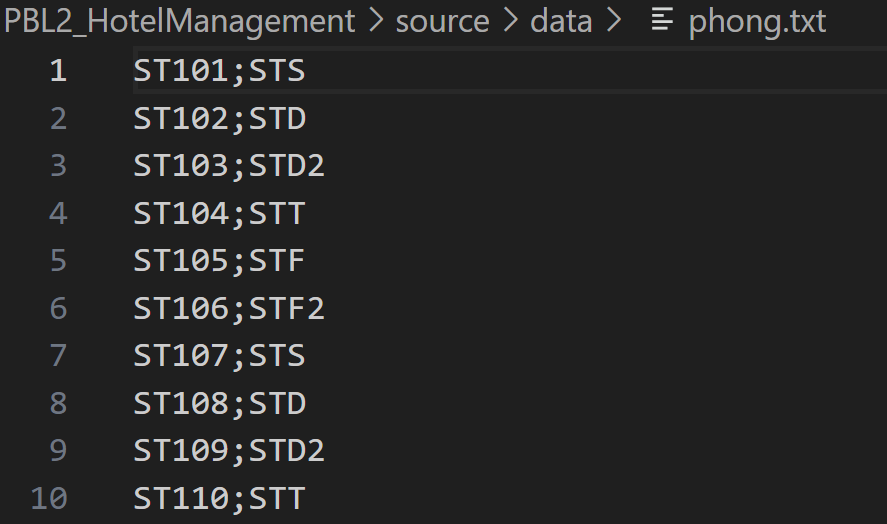 PBL2_HotelManagement > source > data > phong.txt
1 ST101;STS
2 ST102;STD
3 ST103;STD2
4 ST104;STT
5 ST105;STF
6 ST106;STF2
7 ST107;STS
8 ST108;STD
9 ST109;STD2
10 ST110;STT